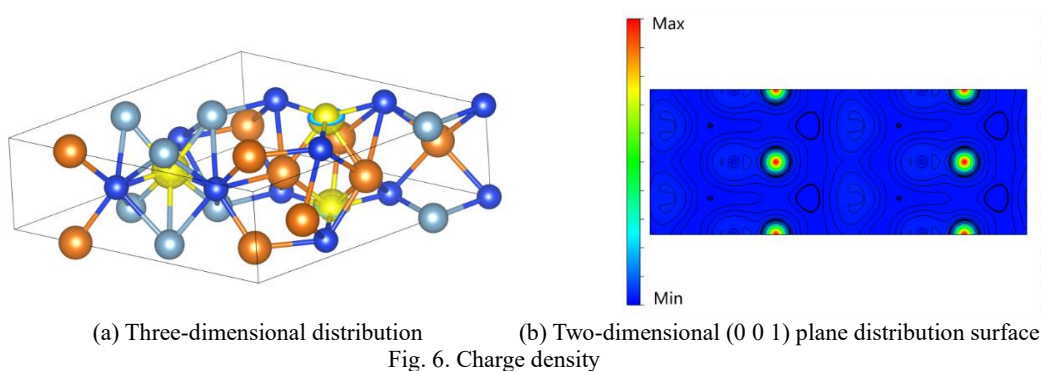 Max
Min
(a) Three-dimensional distribution
(b) Two-dimensional (0 0 1) plane distribution surface
Fig. 6. Charge density